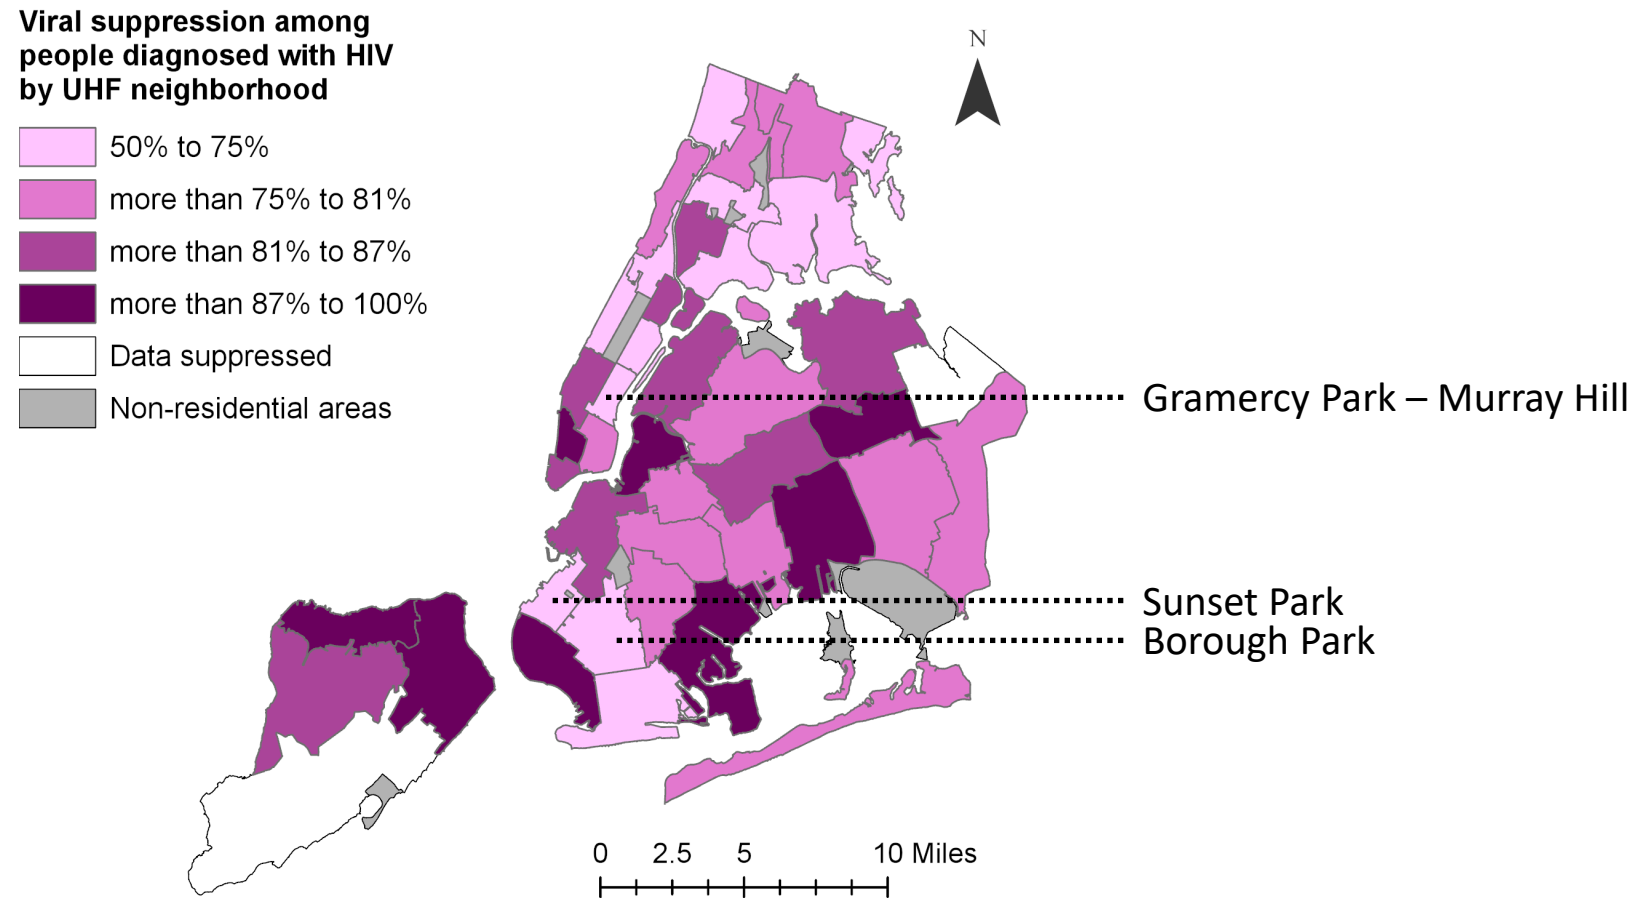 Viral suppression among
people diagnosed with HIV
by UHF neighborhood
50% to 75%
more than 75% to 81%
more than 81% to 87%
more than 87% to 100%
Data suppressed
Non-residential areas
N
Gramercy Park – Murray Hill
Sunset Park
Borough Park
0 2.5 5 10 Miles